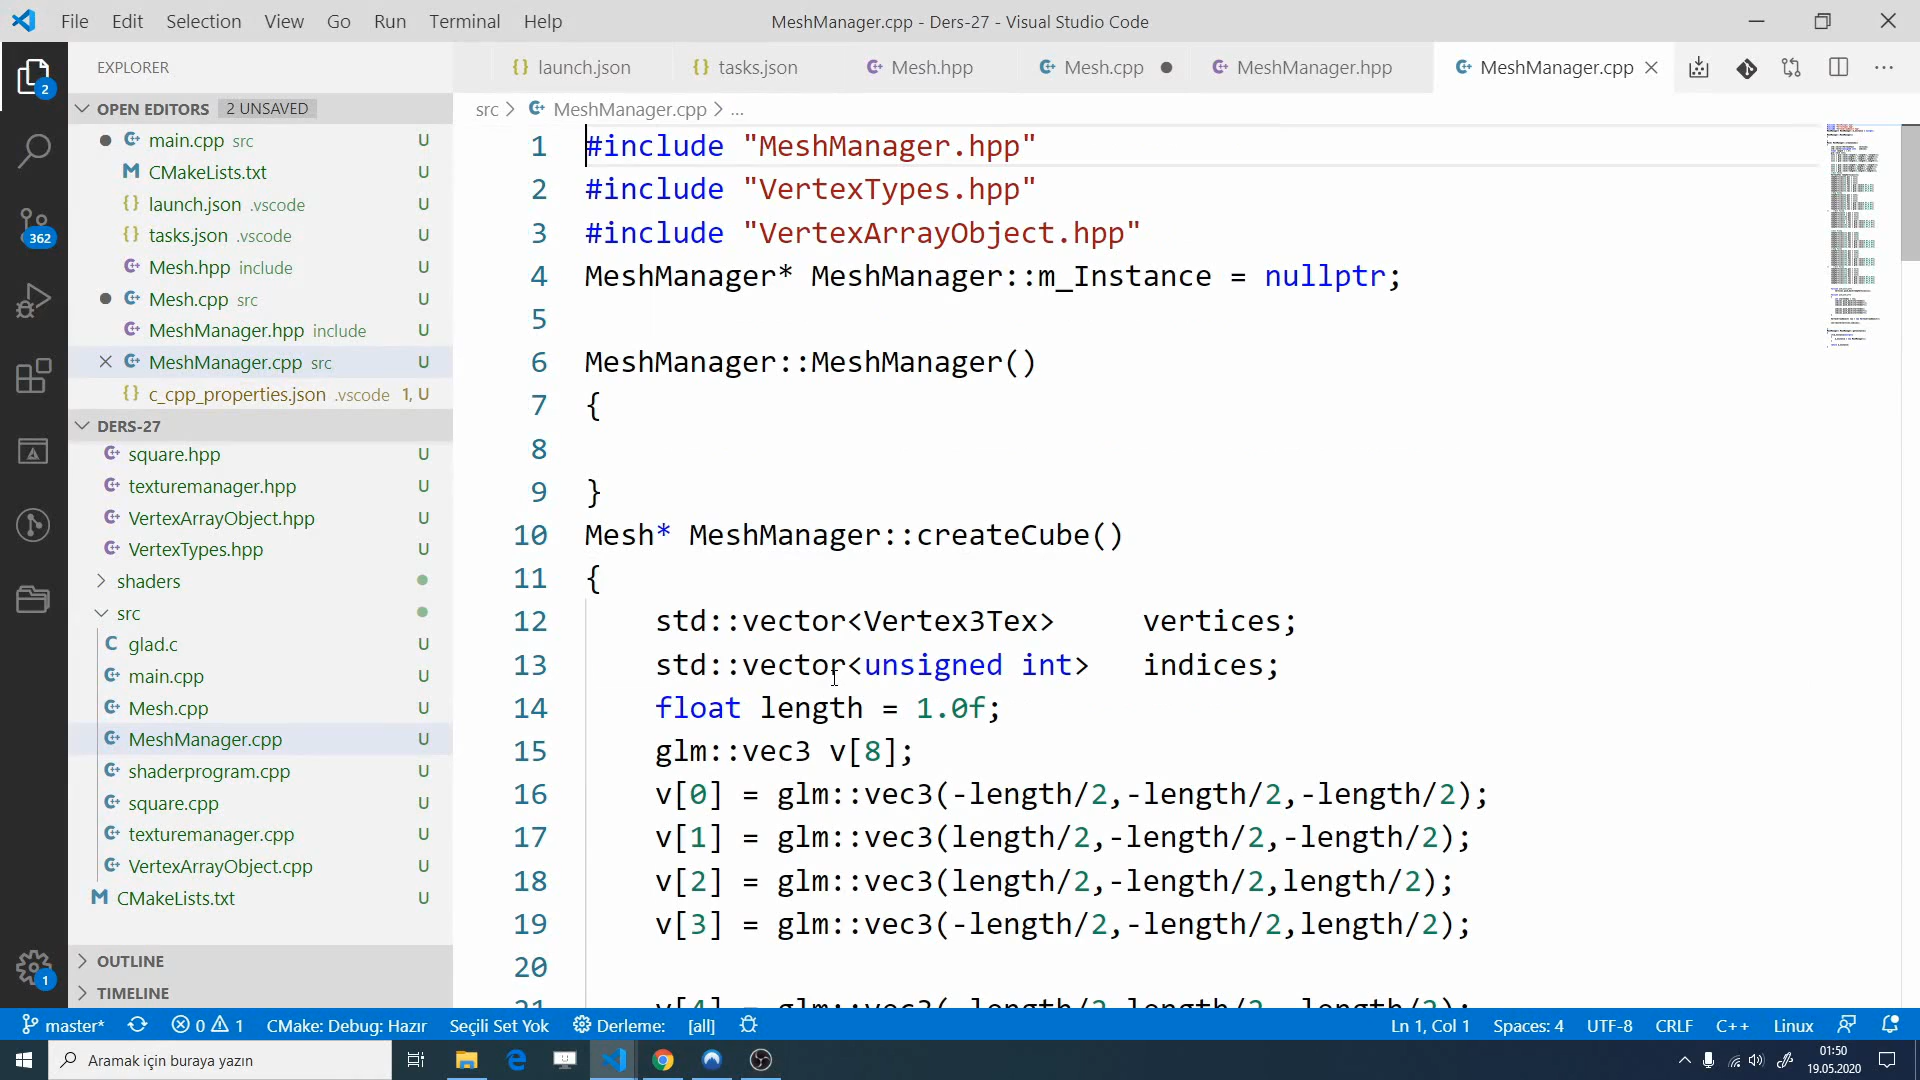 File Edit Selection View Go Run Terminal Help
MeshManager.cpp - Ders-27 - Visual Studio Code
EXPLORER
launch.json
tasks.json
Mesh.hpp
Mesh.cpp
MeshManager.hpp
MeshManager.cpp
OPEN EDITORS 2 UNSAVED
src > MeshManager.cpp > ...
main.cpp src U
CMakeLists.txt U
launch.json .vscode U
tasks.json .vscode U
Mesh.hpp include U
Mesh.cpp src U
MeshManager.hpp include U
MeshManager.cpp src U
c_cpp_properties.json .vscode 1, U
DERS-27
square.hpp U
texturemanager.hpp U
VertexArrayObject.hpp U
VertexTypes.hpp U
shaders
src
glad.c U
main.cpp U
Mesh.cpp U
MeshManager.cpp U
shaderprogram.cpp U
square.cpp U
texturemanager.cpp U
VertexArrayObject.cpp U
CMakeLists.txt U
OUTLINE
TIMELINE
2
362
1
1 #include "MeshManager.hpp"
2 #include "VertexTypes.hpp"
3 #include "VertexArrayObject.hpp"
4 MeshManager* MeshManager::m_Instance = nullptr;
5
6 MeshManager::MeshManager()
7 {
8
9 }
10 Mesh* MeshManager::createCube()
11 {
12 std::vector<Vertex3Tex> vertices;
13 std::vector<unsigned int> indices;
14 float length = 1.0f;
15 glm::vec3 v[8];
16 v[0] = glm::vec3(-length/2,-length/2,-length/2);
17 v[1] = glm::vec3(length/2,-length/2,-length/2);
18 v[2] = glm::vec3(length/2,-length/2,length/2);
19 v[3] = glm::vec3(-length/2,-length/2,length/2);
20
master* 0 1 CMake: Debug: Hazır Seçili Set Yok Derleme: [all]
Ln 1, Col 1 Spaces: 4 UTF-8 CRLF C++ Linux
Aramak için buraya yazın
01:50
19.05.2020